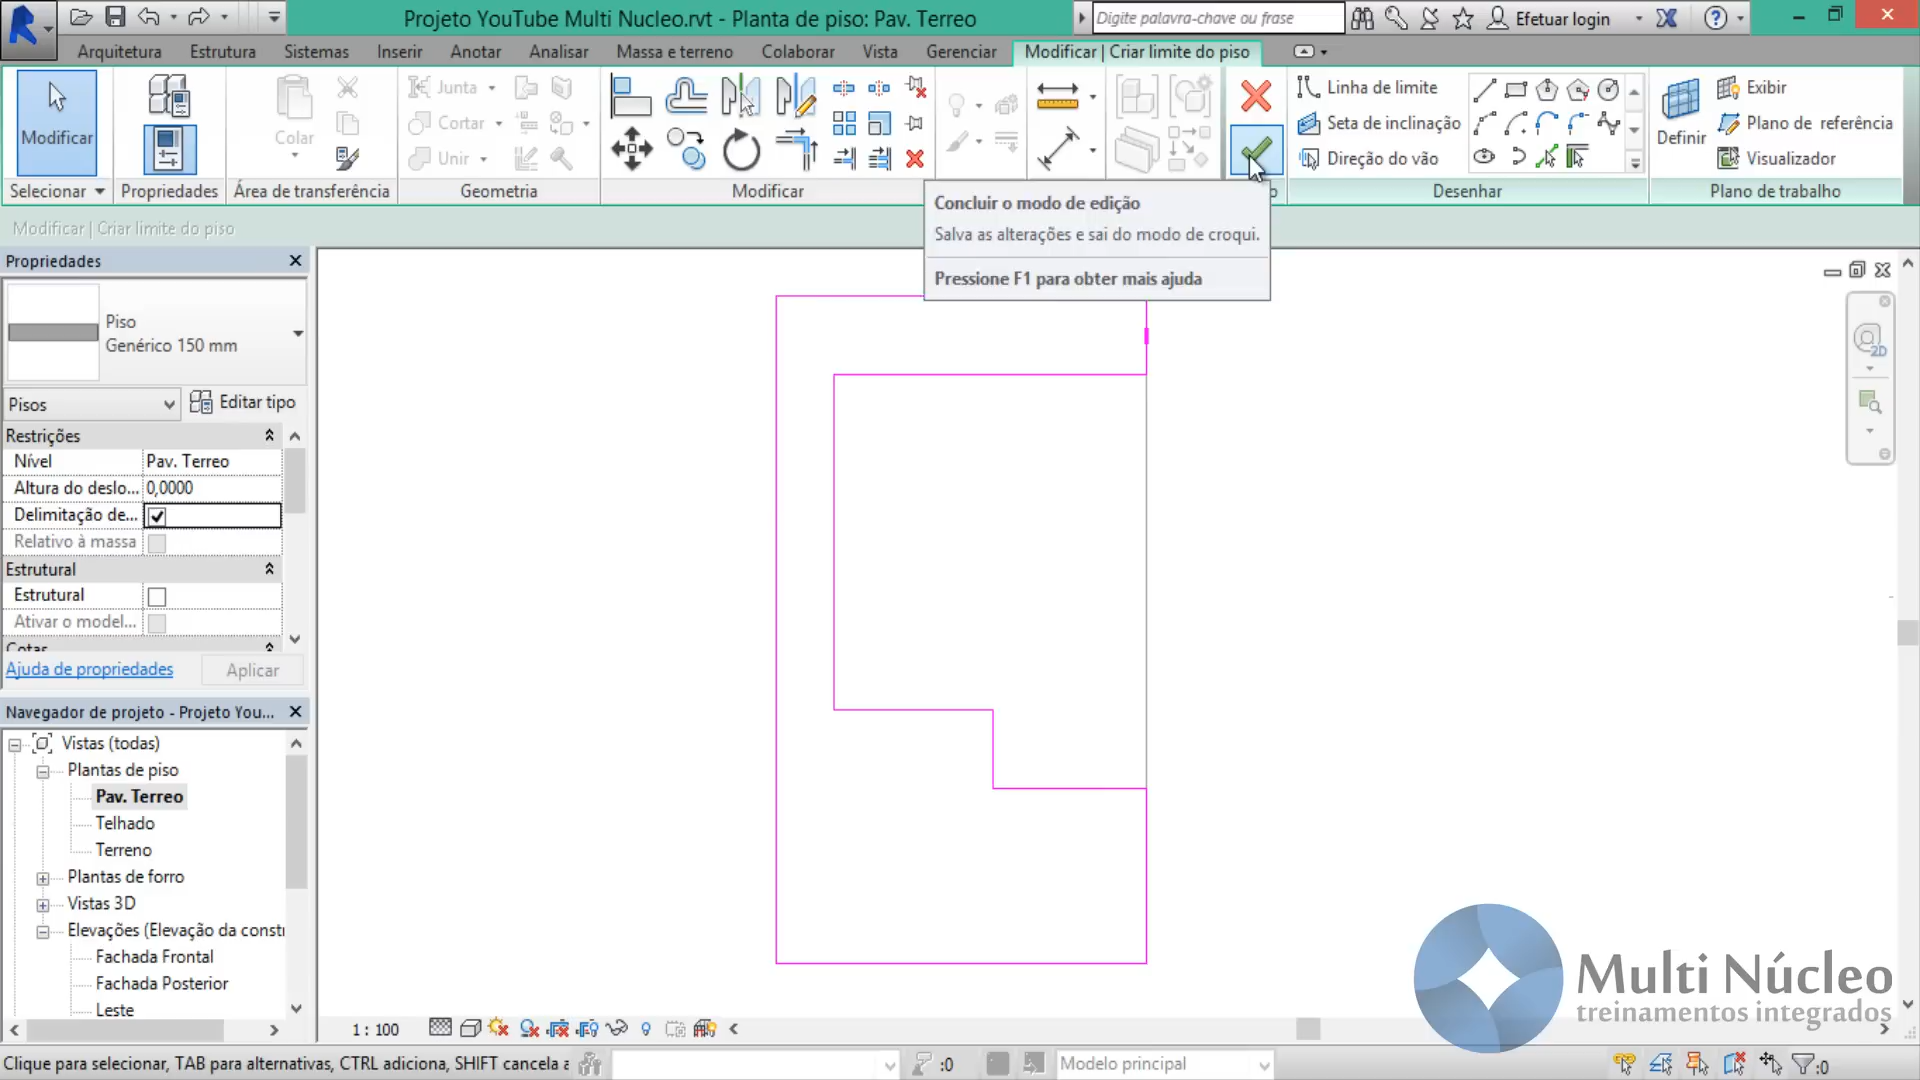 Projeto YouTube Multi Nucleo.rvt - Planta de piso: Pav. Terreo
Digite palavra-chave ou frase
Efetuar login
Arquitetura Estrutura Sistemas Inserir Anotar Analisar Massa e terreno Colaborar Vista Gerenciar Modificar | Criar limite do piso
Modificar
Colar
Junta
Cortar
Unir
Linha de limite
Seta de inclinação
Direção do vão
Definir
Exibir
Plano de referência
Visualizador
Selecionar Propriedades Área de transferência Geometria Modificar Desenhar Plano de trabalho
Concluir o modo de edição
Salva as alterações e sai do modo de croqui.
Pressione F1 para obter mais ajuda
Modificar | Criar limite do piso
Propriedades
Piso
Genérico 150 mm
Pisos
Editar tipo
Restrições
Nível Pav. Terreo
Altura do deslo... 0,0000
Delimitação de...
Relativo à massa
Estrutural
Estrutural
Ativar o model...
Cotas
Ajuda de propriedades Aplicar
Navegador de projeto - Projeto You...
Vistas (todas)
Plantas de piso
Pav. Terreo
Telhado
Terreno
Plantas de forro
Vistas 3D
Elevações (Elevação da constr
Fachada Frontal
Fachada Posterior
Leste
2D
1 : 100
Multi Núcleo
treinamentos integrados
Clique para selecionar, TAB para alternativas, CTRL adiciona, SHIFT cancela a
:0
Modelo principal
:0